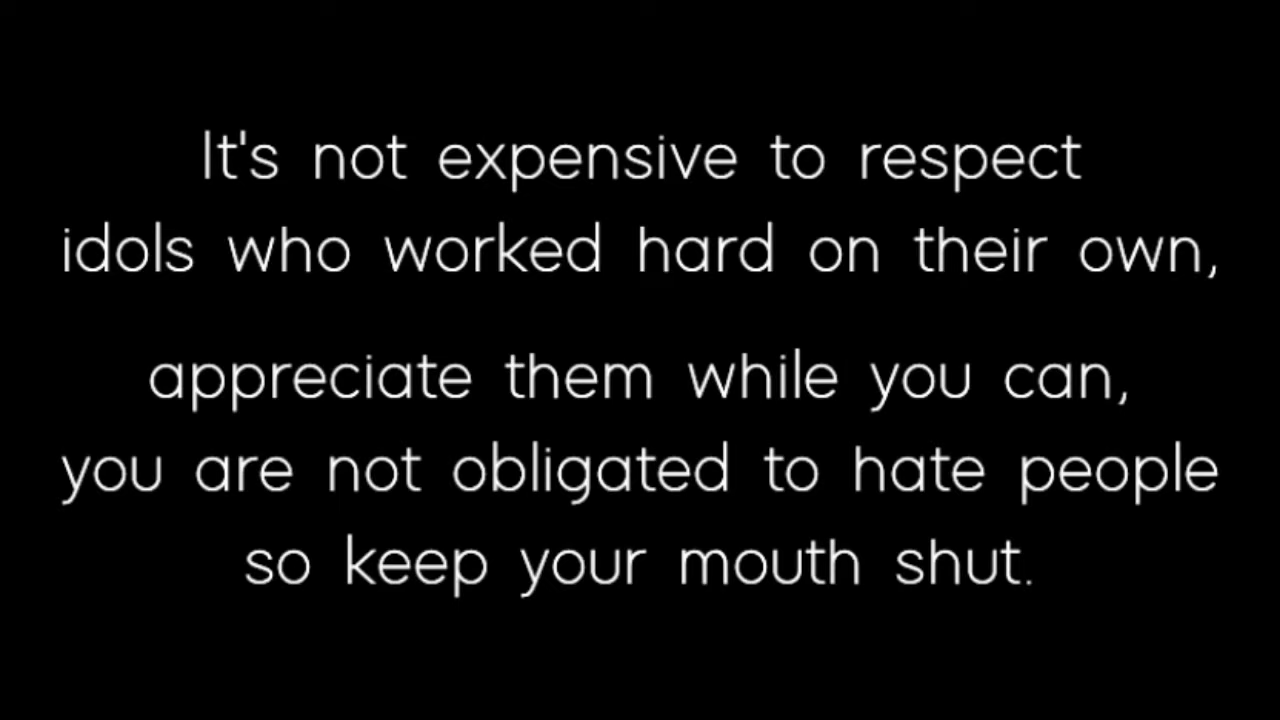 It's not expensive to respect
idols who worked hard on their own,
appreciate them while you can,
you are not obligated to hate people
so keep your mouth shut.